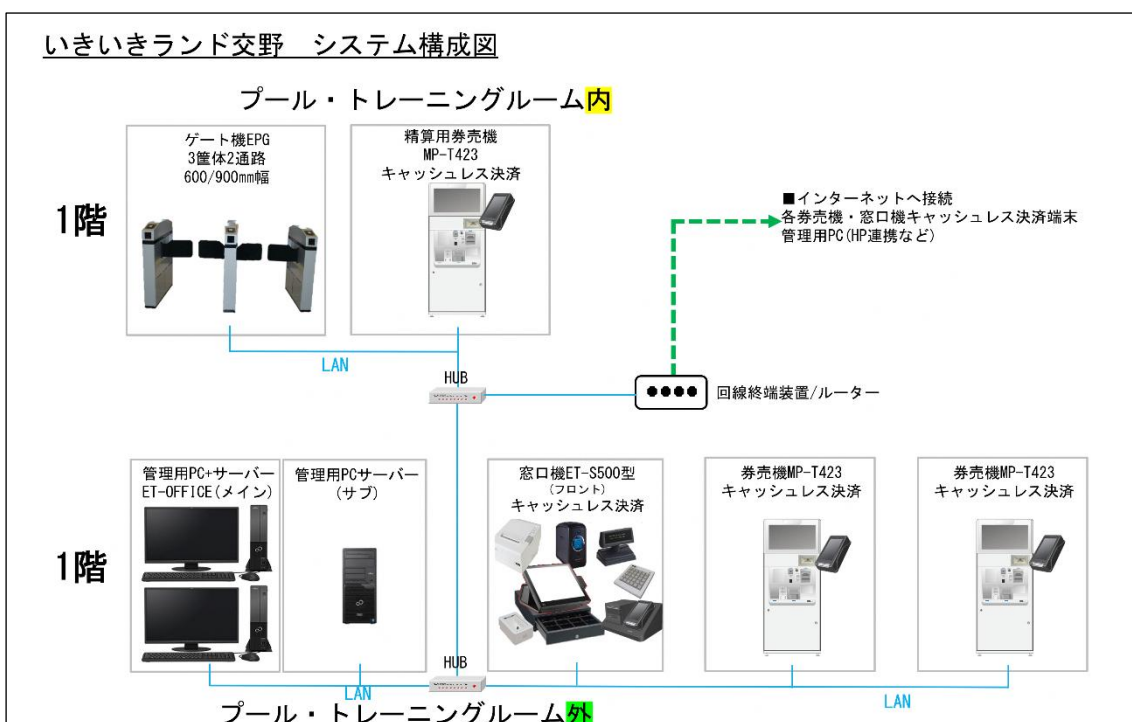 いきいきランド交野　システム構成図
プール・トレーニングルーム内
ゲート機EPG
3筐体2通路
600/900mm幅
精算用券売機
MP-T423
キャッシュレス決済
1階
■インターネットへ接続
各券売機・窓口機キャッシュレス決済端末
管理用PC(HP連携など)
LAN
HUB
回線終端装置/ルーター
管理用PC+サーバー
ET-OFFICE(メイン)
管理用PCサーバー
(サブ)
窓口機ET-S500型
(フロント)
キャッシュレス決済
券売機MP-T423
キャッシュレス決済
券売機MP-T423
キャッシュレス決済
1階
HUB
LAN
LAN
プール・トレーニングルーム外